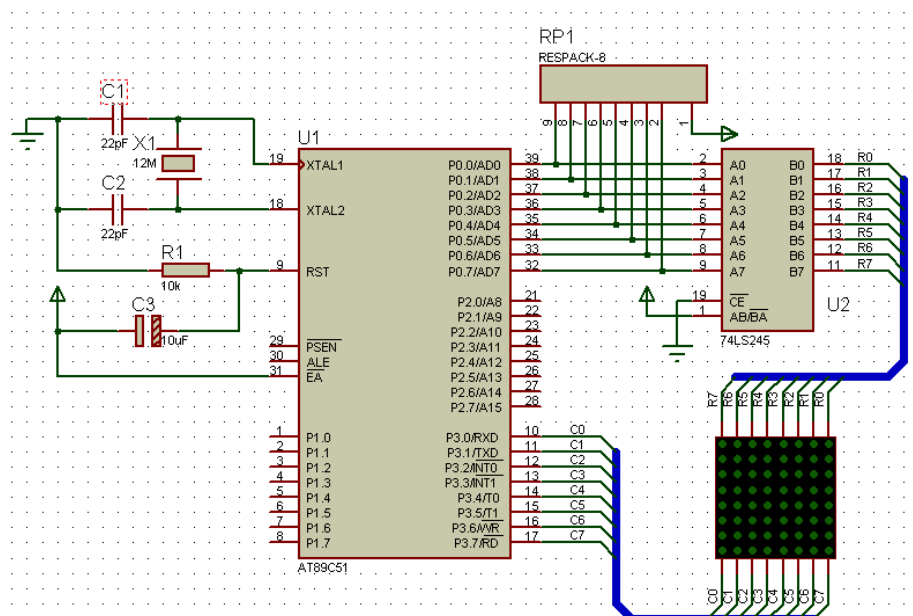 RP1
RESPACK-8
9 8 7 6 5 4 3 2 1
C1
22pF
X1
12M
C2
22pF
R1
10k
C3
10uF
U1
19 XTAL1
18 XTAL2
9 RST
29 PSEN
30 ALE
31 EA
1 P1.0
2 P1.1
3 P1.2
4 P1.3
5 P1.4
6 P1.5
7 P1.6
8 P1.7
P0.0/AD0 39
P0.1/AD1 38
P0.2/AD2 37
P0.3/AD3 36
P0.4/AD4 35
P0.5/AD5 34
P0.6/AD6 33
P0.7/AD7 32
P2.0/A8 21
P2.1/A9 22
P2.2/A10 23
P2.3/A11 24
P2.4/A12 25
P2.5/A13 26
P2.6/A14 27
P2.7/A15 28
P3.0/RXD 10 C0
P3.1/TXD 11 C1
P3.2/INT0 12 C2
P3.3/INT1 13 C3
P3.4/T0 14 C4
P3.5/T1 15 C5
P3.6/WR 16 C6
P3.7/RD 17 C7
AT89C51
2 A0 B0 18 R0
3 A1 B1 17 R1
4 A2 B2 16 R2
5 A3 B3 15 R3
6 A4 B4 14 R4
7 A5 B5 13 R5
8 A6 B6 12 R6
9 A7 B7 11 R7
19 CE
1 AB/BA
U2
74LS245
R7 R6 R5 R4 R3 R2 R1 R0
C0 C1 C2 C3 C4 C5 C6 C7